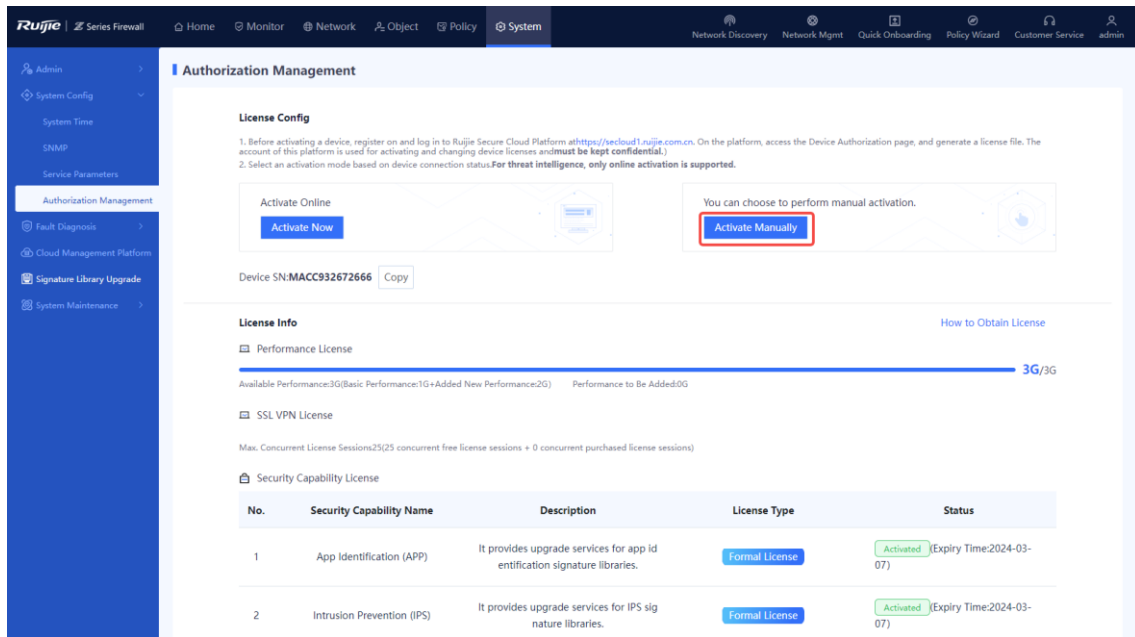 Ruijie | Z Series Firewall
Home
Monitor
Network
Object
Policy
System
Network Discovery
Network Mgmt
Quick Onboarding
Policy Wizard
Customer Service
admin
Admin
System Config
System Time
SNMP
Service Parameters
Authorization Management
Fault Diagnosis
Cloud Management Platform
Signature Library Upgrade
System Maintenance
Authorization Management
License Config
1. Before activating a device, register on and log in to Ruijie Secure Cloud Platform athttps://secloud1.ruijie.com.cn. On the platform, access the Device Authorization page, and generate a license file. The
account of this platform is used for activating and changing device licenses andmust be kept confidential.)
2. Select an activation mode based on device connection status.For threat intelligence, only online activation is supported.
Activate Online
Activate Now
You can choose to perform manual activation.
Activate Manually
Device SN:MACC932672666 Copy
License Info
How to Obtain License
Performance License
3G/3G
Available Performance:3G(Basic Performance:1G+Added New Performance:2G) Performance to Be Added:0G
SSL VPN License
Max. Concurrent License Sessions25(25 concurrent free license sessions + 0 concurrent purchased license sessions)
Security Capability License
No. Security Capability Name Description License Type Status
1 App Identification (APP) It provides upgrade services for app id
entification signature libraries. Formal License Activated (Expiry Time:2024-03-
07)
2 Intrusion Prevention (IPS) It provides upgrade services for IPS sig
nature libraries. Formal License Activated (Expiry Time:2024-03-
07)